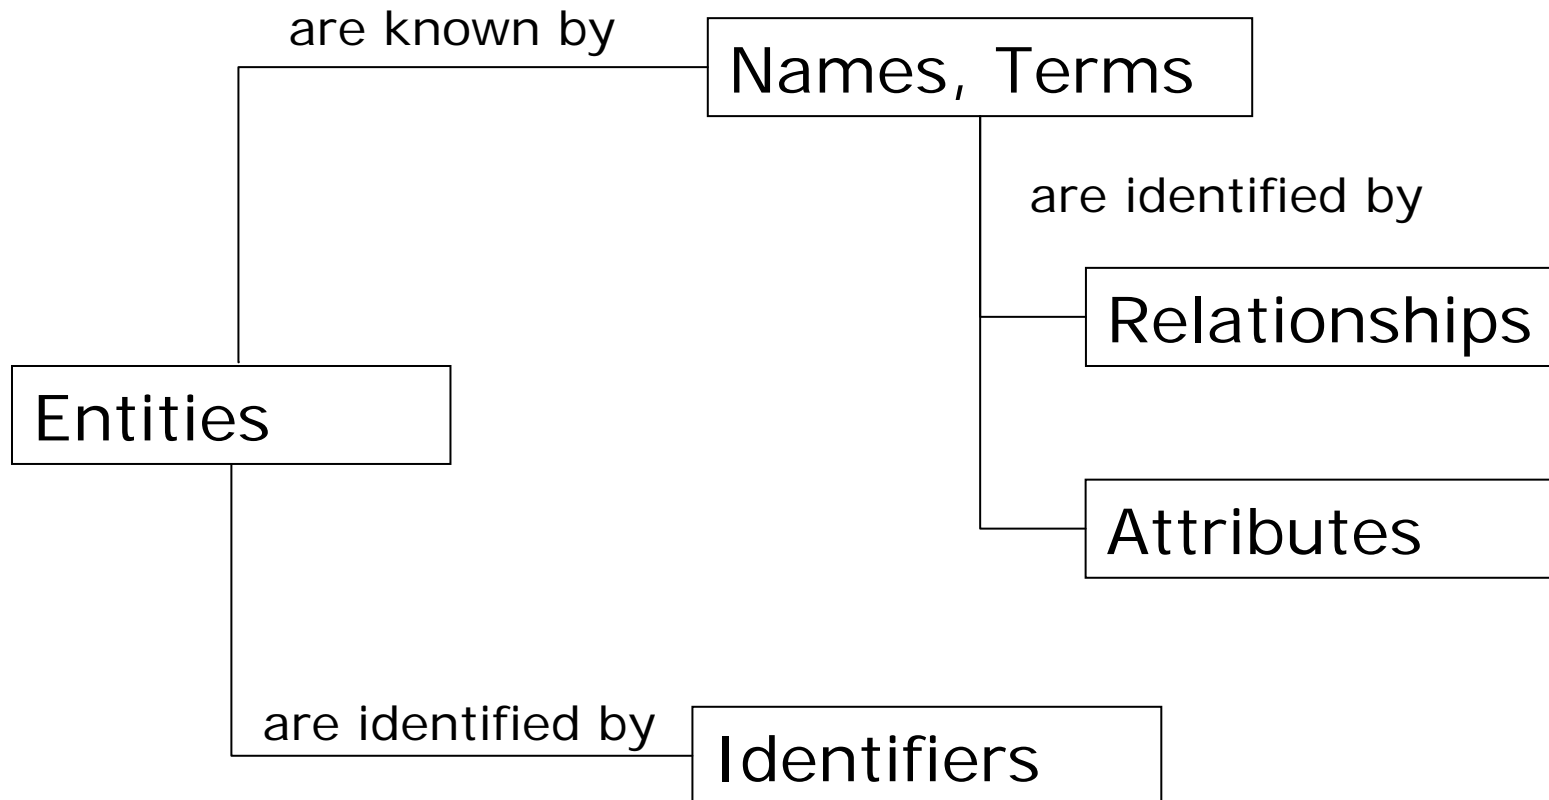 are known by
Names, Terms
are identified by
Relationships
Entities
Attributes
are identified by
Identifiers